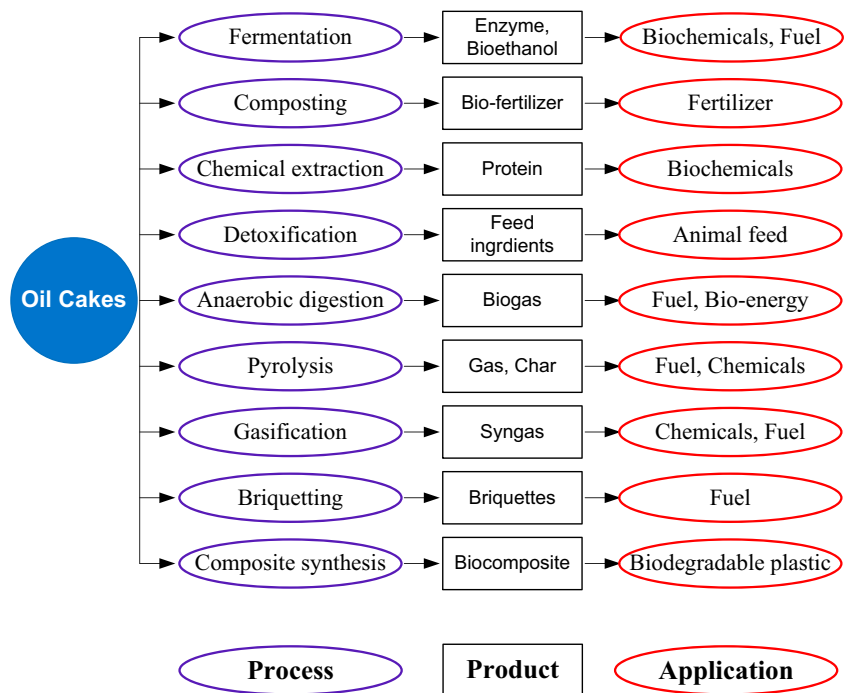 Fermentation
Enzyme,
Bioethanol
Biochemicals, Fuel
Composting
Bio-fertilizer
Fertilizer
Chemical extraction
Protein
Biochemicals
Detoxification
Feed
ingrdients
Animal feed
Oil Cakes
Anaerobic digestion
Biogas
Fuel, Bio-energy
Pyrolysis
Gas, Char
Fuel, Chemicals
Gasification
Syngas
Chemicals, Fuel
Briquetting
Briquettes
Fuel
Composite synthesis
Biocomposite
Biodegradable plastic
Process
Product
Application